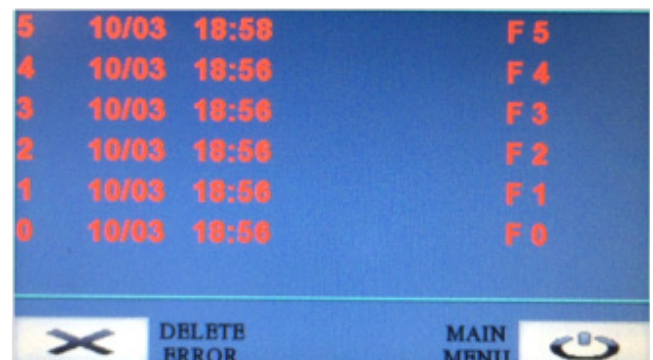 5 10/03 18:58 F 5
4 10/03 18:56 F 4
3 10/03 18:56 F 3
2 10/03 18:56 F 2
1 10/03 18:56 F 1
0 10/03 18:56 F 0
DELETE ERROR
MAIN MENU